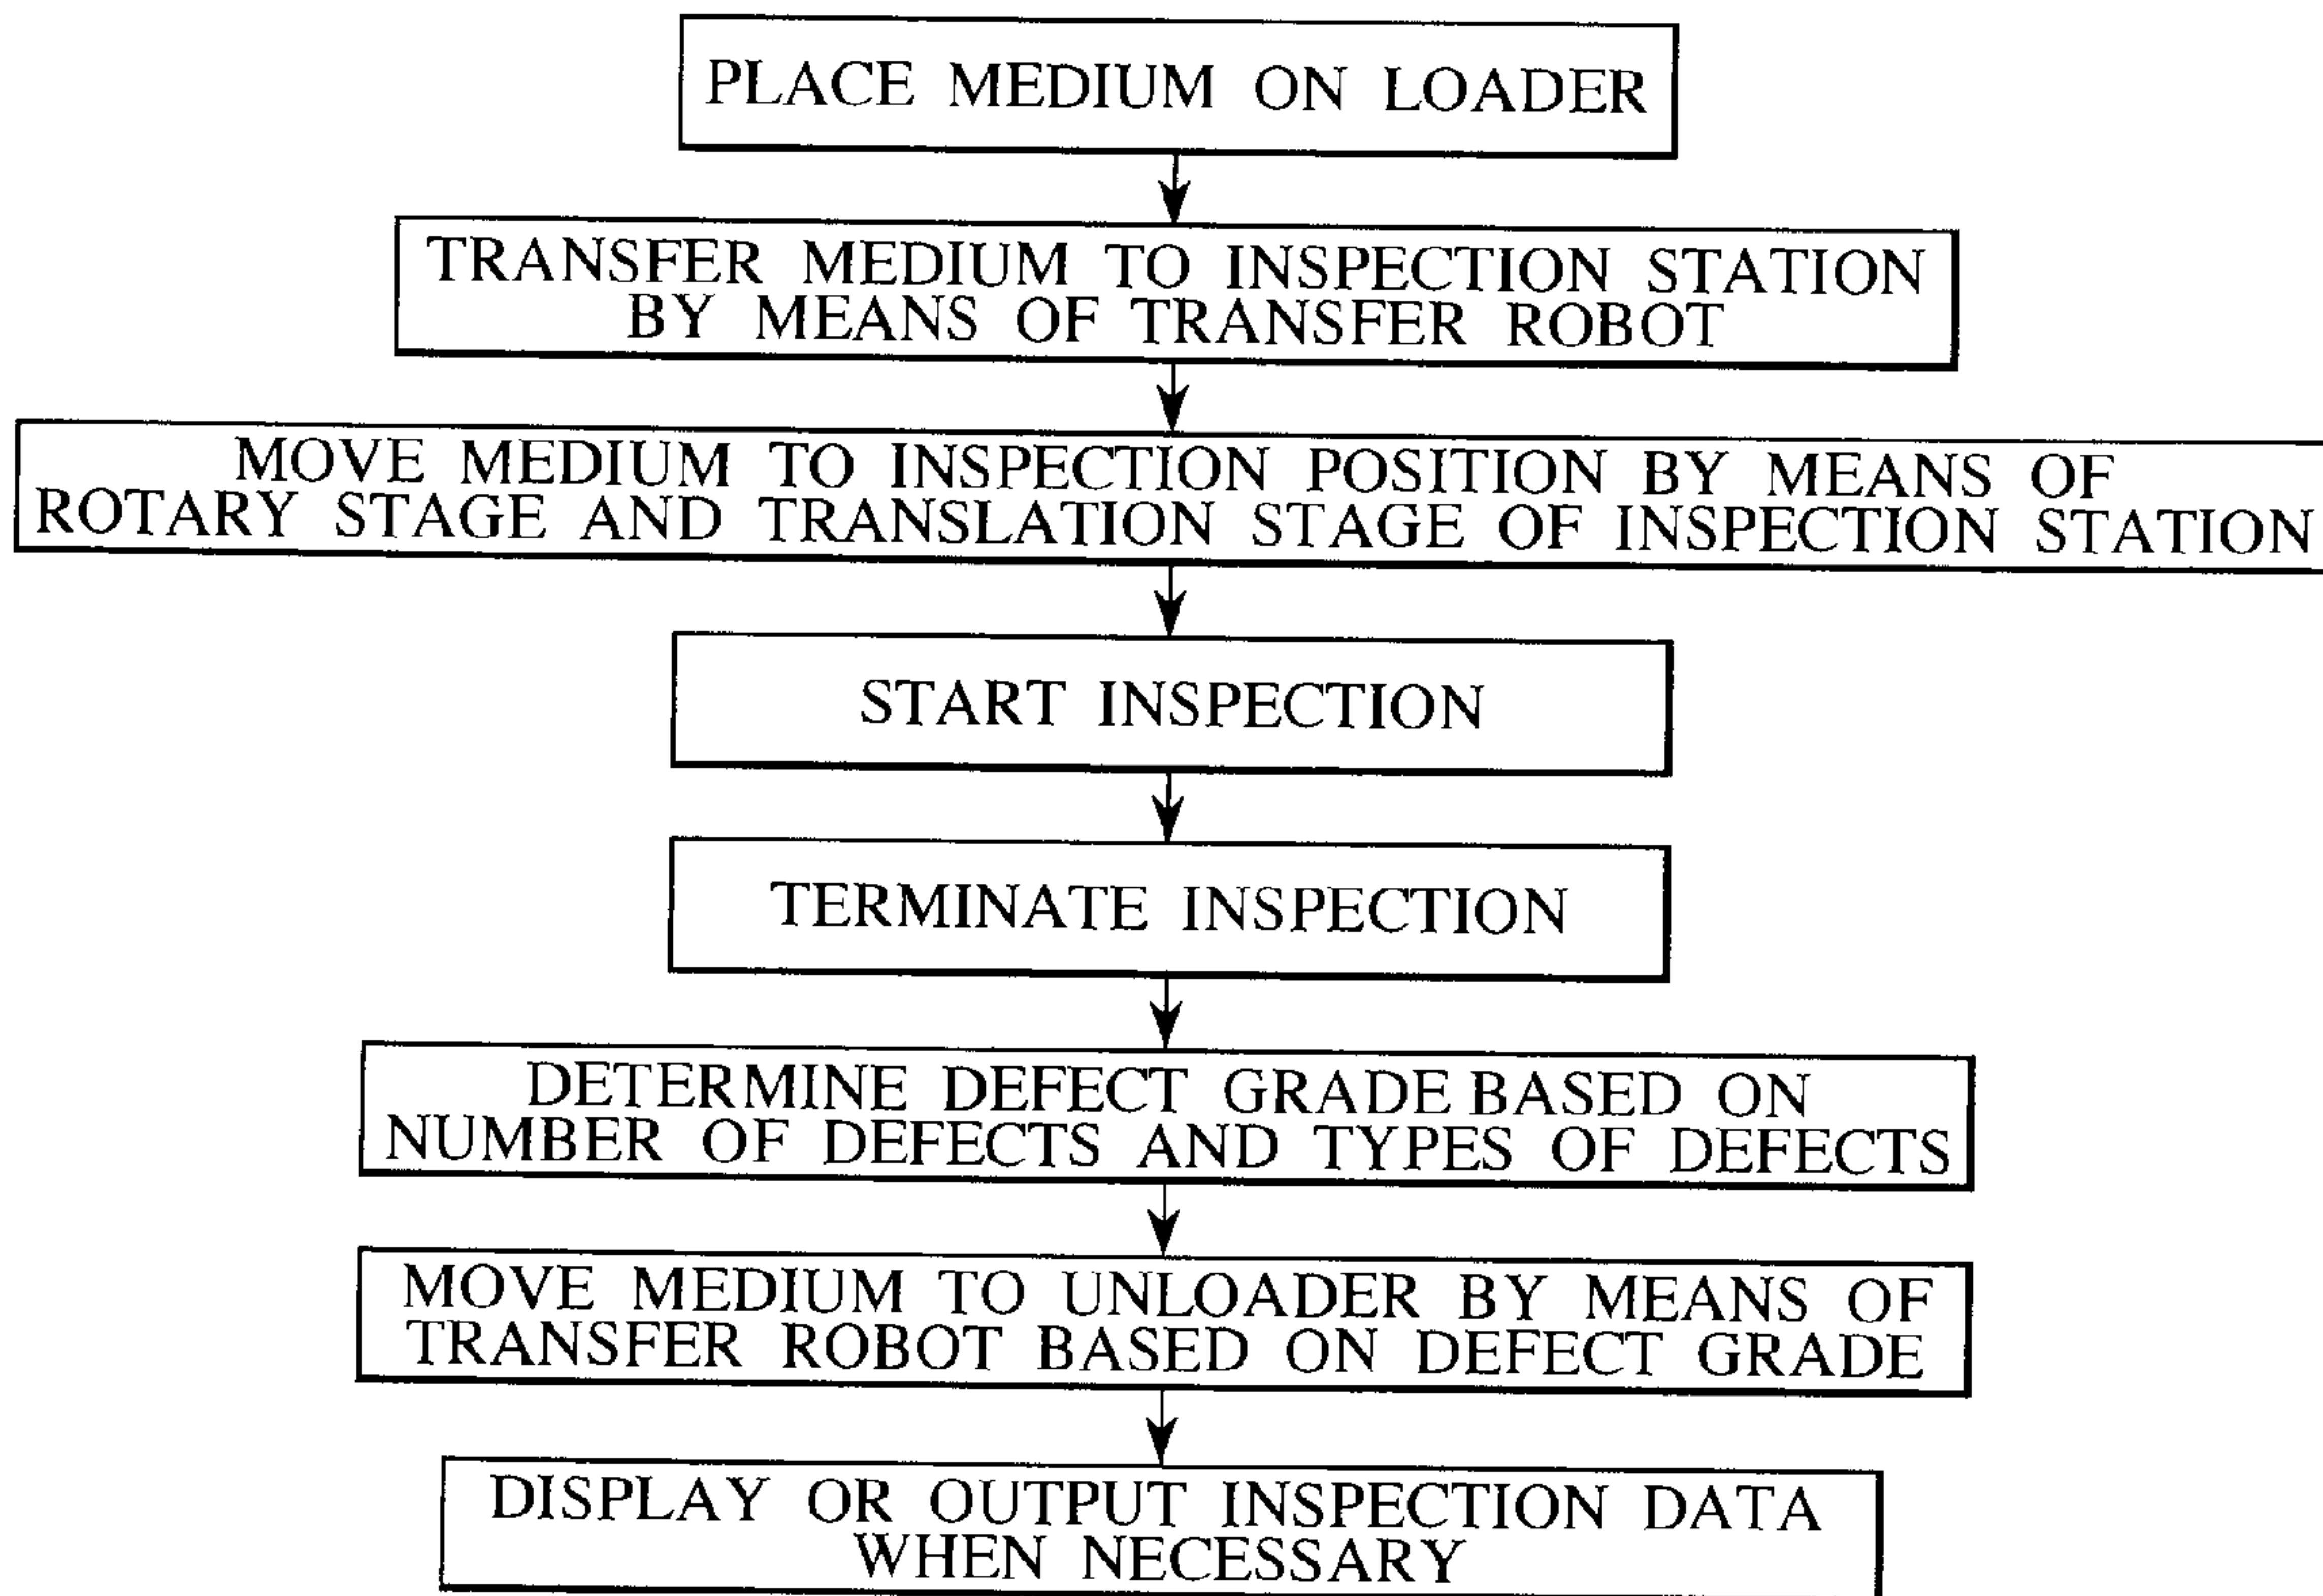 PLACE MEDIUM ON LOADER
TRANSFER MEDIUM TO INSPECTION STATION
BY MEANS OF TRANSFER ROBOT
MOVE MEDIUM TO INSPECTION POSITION BY MEANS OF
ROTARY STAGE AND TRANSLATION STAGE OF INSPECTION STATION
START INSPECTION
TERMINATE INSPECTION
DETERMINE DEFECT GRADE BASED ON
NUMBER OF DEFECTS AND TYPES OF DEFECTS
MOVE MEDIUM TO UNLOADER BY MEANS OF
TRANSFER ROBOT BASED ON DEFECT GRADE
DISPLAY OR OUTPUT INSPECTION DATA
WHEN NECESSARY